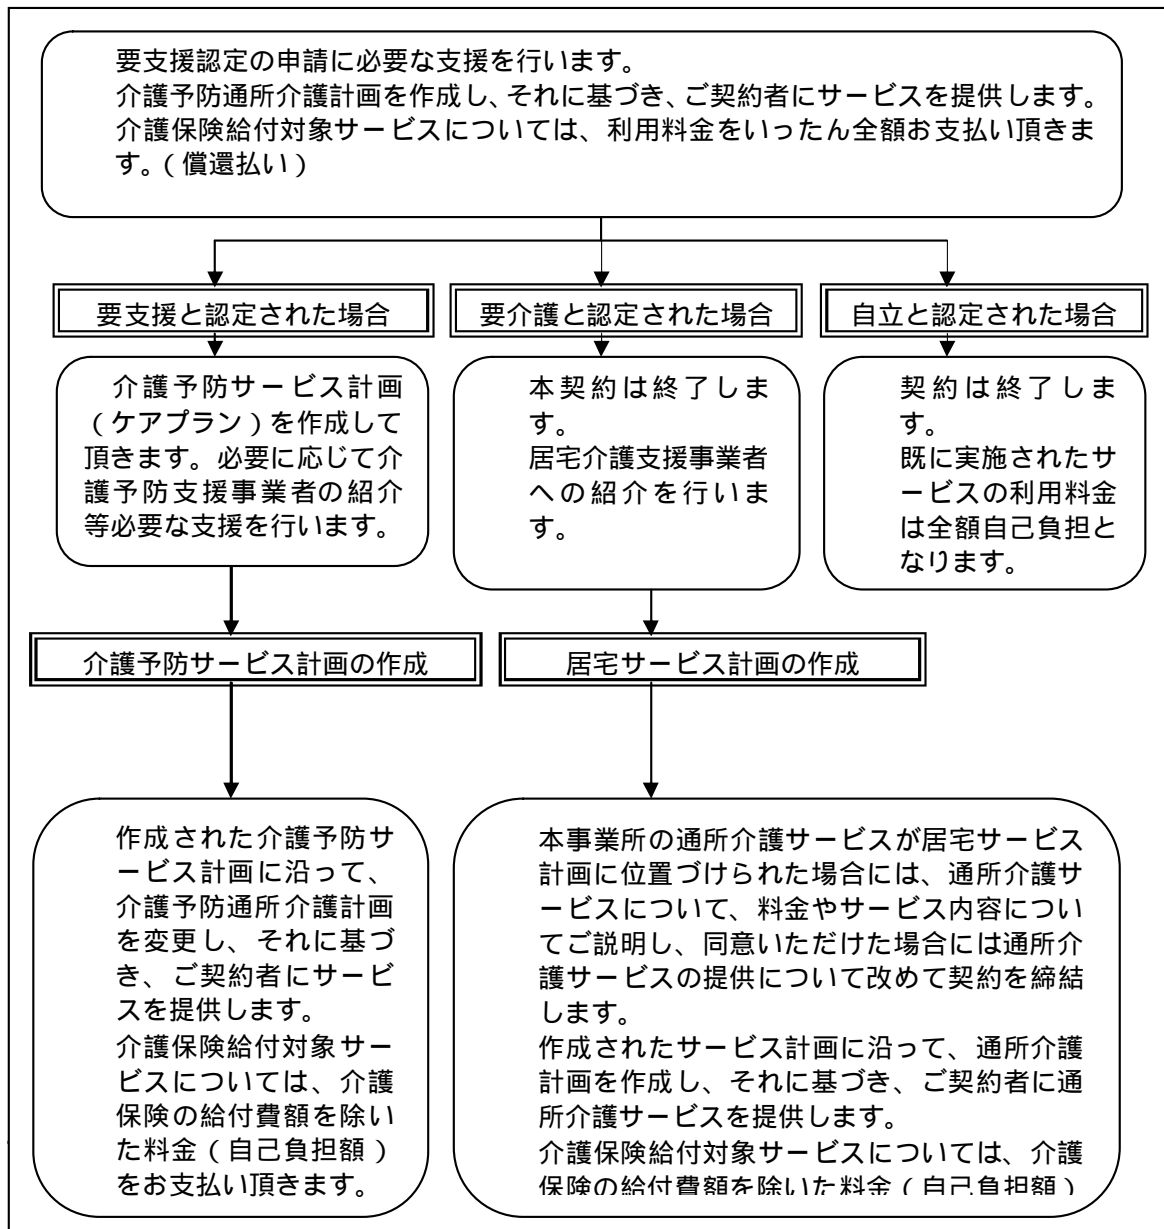 要支援認定の申請に必要な支援を行います。
介護予防通所介護計画を作成し、それに基づき、ご契約者にサービスを提供します。
介護保険給付対象サービスについては、利用料金をいったん全額お支払い頂きま
す。（償還払い）
要支援と認定された場合
要介護と認定された場合
自立と認定された場合
介護予防サービス計画
（ケアプラン）を作成して
頂きます。必要に応じて介
護予防支援事業者の紹介
等必要な支援を行います。
本契約は終了しま
す。
居宅介護支援事業者
への紹介を行いま
す。
契約は終了しま
す。
既に実施されたサ
ービスの利用料金
は全額自己負担と
なります。
介護予防サービス計画の作成
居宅サービス計画の作成
作成された介護予防サ
ービス計画に沿って、
介護予防通所介護計画
を変更し、それに基づ
き、ご契約者にサービ
スを提供します。
介護保険給付対象サー
ビスについては、介護
保険の給付費額を除い
た料金（自己負担額）
をお支払い頂きます。
本事業所の通所介護サービスが居宅サービス
計画に位置づけられた場合には、通所介護サ
ービスについて、料金やサービス内容につい
てご説明し、同意いただけた場合には通所介
護サービスの提供について改めて契約を締結
します。
作成されたサービス計画に沿って、通所介護
計画を作成し、それに基づき、ご契約者に通
所介護サービスを提供します。
介護保険給付対象サービスについては、介護
保険の給付費額を除いた料金（自己負担額）